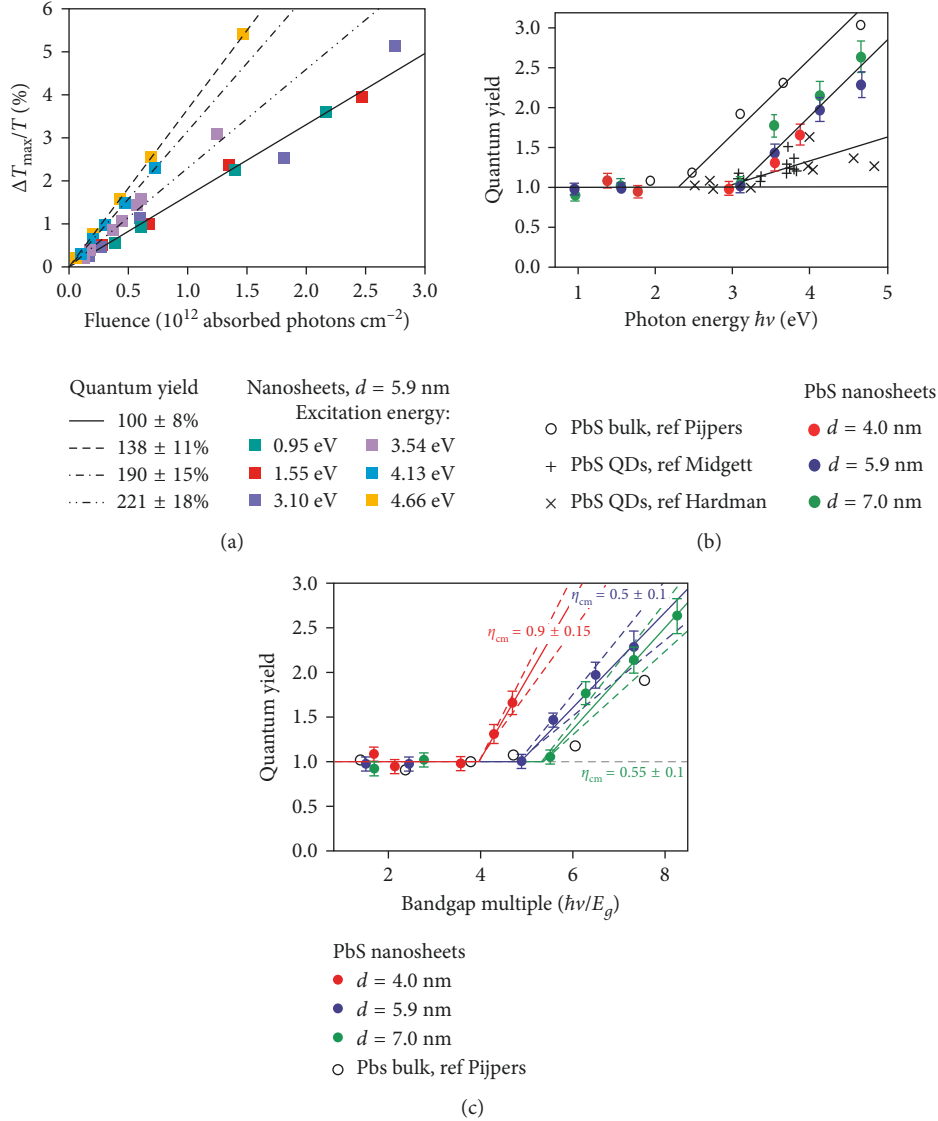 (a)
ΔTmax/T (%)
6
5
4
3
2
1
0
0.0 0.5 1.0 1.5 2.0 2.5 3.0
Fluence (10¹² absorbed photons cm⁻²)
Quantum yield
100 ± 8%
138 ± 11%
190 ± 15%
221 ± 18%
Nanosheets, d = 5.9 nm
Excitation energy:
0.95 eV
1.55 eV
3.10 eV
3.54 eV
4.13 eV
4.66 eV
(a)
Quantum yield
3.0
2.5
2.0
1.5
1.0
0.5
0.0
1 2 3 4 5
Photon energy ℏν (eV)
PbS bulk, ref Pijpers
PbS QDs, ref Midgett
PbS QDs, ref Hardman
PbS nanosheets
d = 4.0 nm
d = 5.9 nm
d = 7.0 nm
(b)
Quantum yield
3.0
2.5
2.0
1.5
1.0
0.5
0.0
ηcm = 0.5 ± 0.1
ηcm = 0.9 ± 0.15
ηcm = 0.55 ± 0.1
2 4 6 8
Bandgap multiple (ℏν/Eg)
PbS nanosheets
d = 4.0 nm
d = 5.9 nm
d = 7.0 nm
Pbs bulk, ref Pijpers
(c)